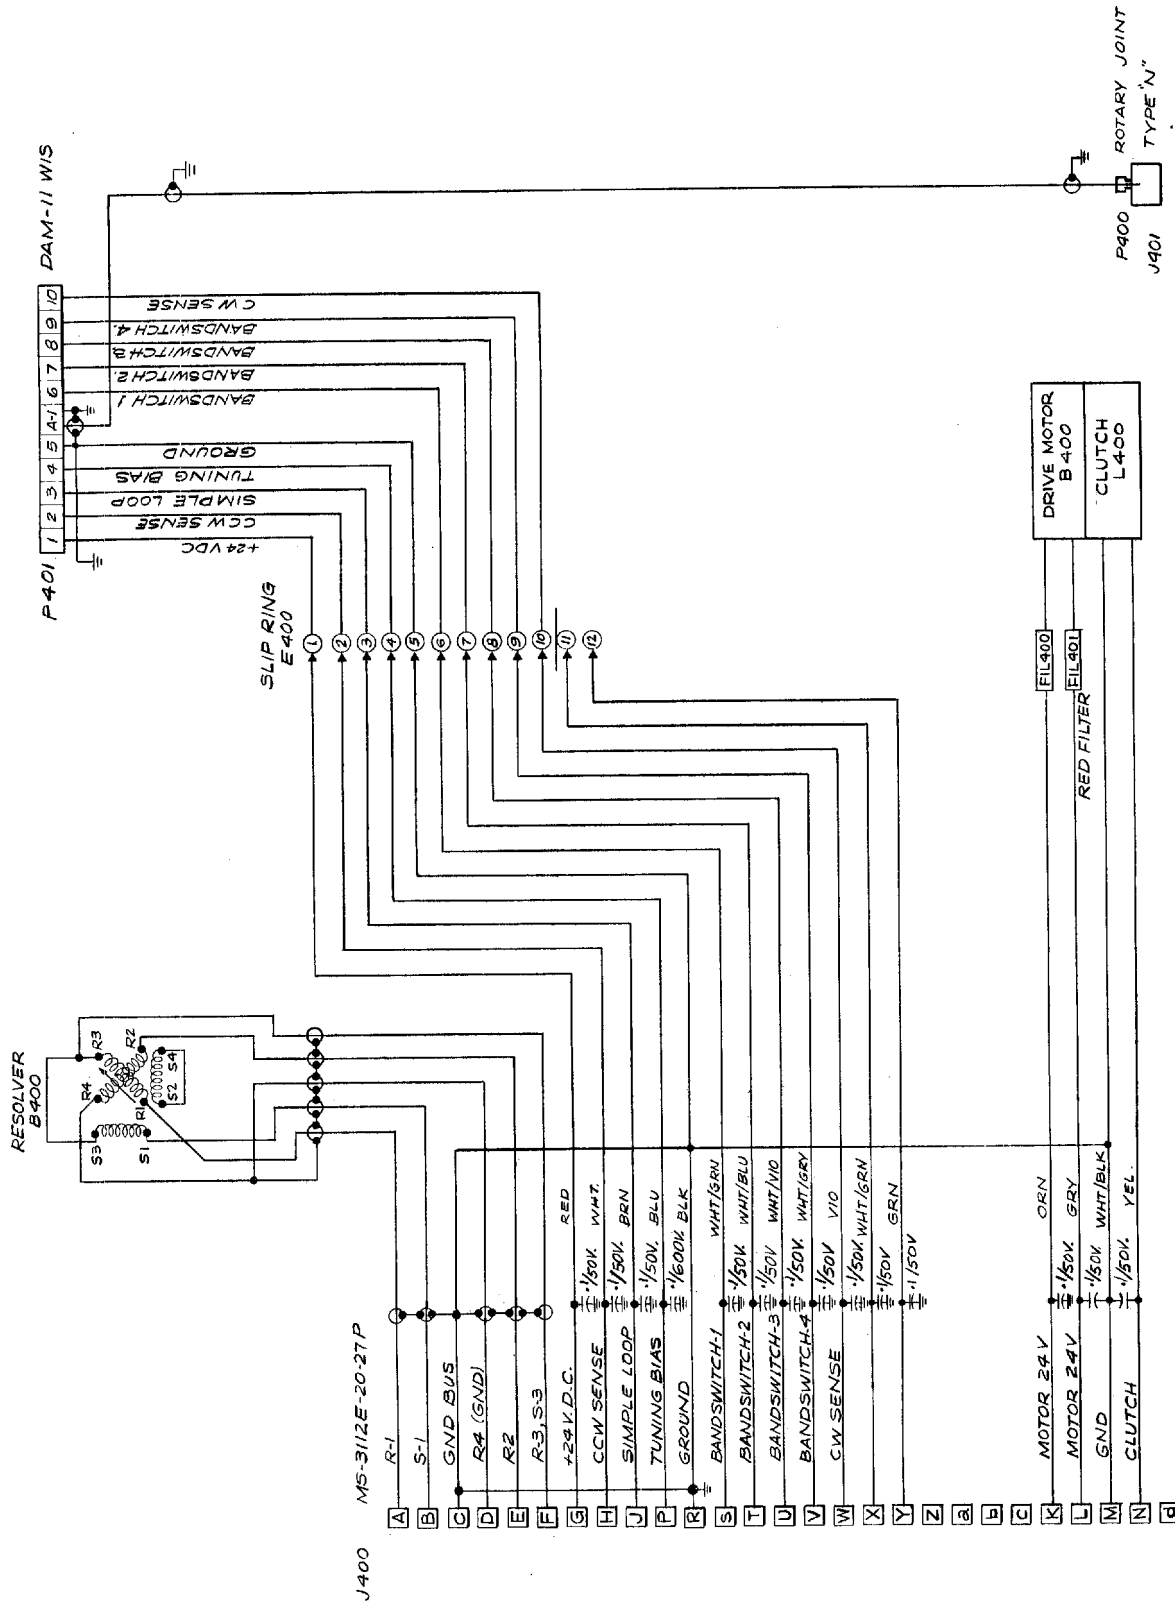 J400 MS-3112E-20-27P
A R-1
B S-1
C GND BUS
D R4 (GND)
E R2
F R-3, S-3
G +24V.D.C. RED
.1/50V.
H CCW SENSE WHT.
.1/50V.
J SIMPLE LOOP BRN
.1/50V.
P TUNING BIAS BLU
.1/600V.
R GROUND BLK
S BANDSWITCH-1 WHT/GRN
.1/50V.
T BANDSWITCH-2 WHT/BLU
.1/50V
U BANDSWITCH-3 WHT/VIO
.1/50V.
V BANDSWITCH-4 WHT/GRY
.1/50V
W CW SENSE VIO
.1/50V.
X WHT/GRN
.1/50V
Y GRN
.1/50V
Z
a
b
c
K MOTOR 24V ORN
.1/50V.
L MOTOR 24V GRY
.1/50V.
M GND WHT/BLK
.1/50V.
N CLUTCH YEL.
RESOLVER
B400
S3
S1
R4
R1
R3
R2
S2 S4
SLIP RING
E400
1
2
3
4
5
6
7
8
9
10
11
12
FIL400
FIL401
RED FILTER
DRIVE MOTOR
B400
CLUTCH
L400
P401
1 2 3 4 5 A-1 6 7 8 9 10
DAM-11 WIS
+24VDC
CCW SENSE
SIMPLE LOOP
TUNING BIAS
GROUND
BANDSWITCH 1
BANDSWITCH 2.
BANDSWITCH 3.
BANDSWITCH 4.
CW SENSE
P400 ROTARY JOINT
J401 TYPE "N"